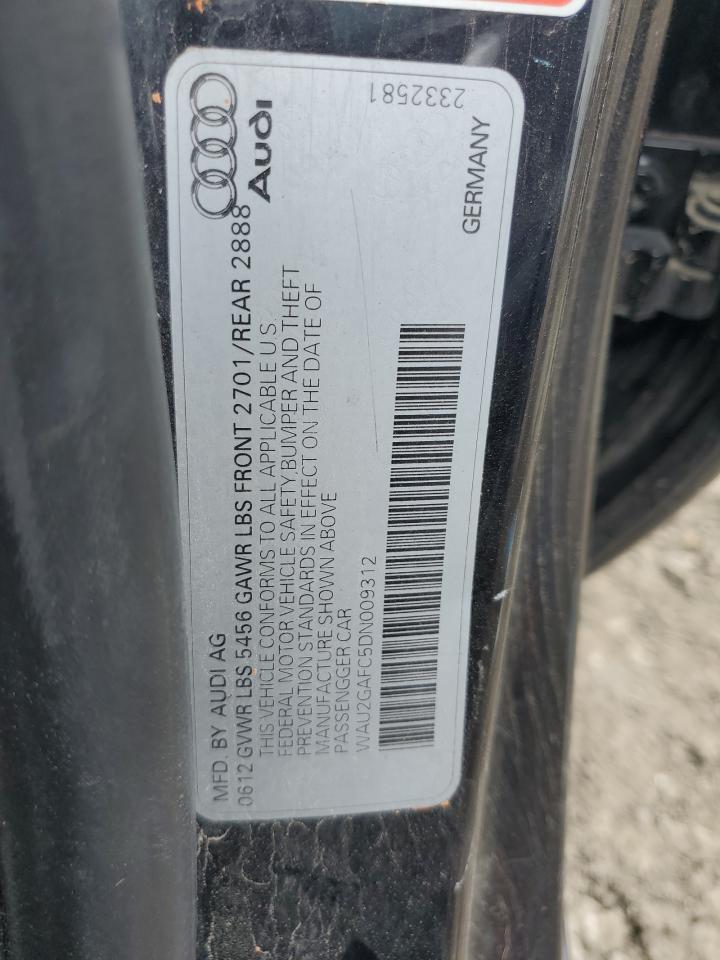 MFD. BY AUDI AG
0612 GVWR LBS 5456 GAWR LBS FRONT 2701/REAR 2888
THIS VEHICLE CONFORMS TO ALL APPLICABLE U.S.
FEDERAL MOTOR VEHICLE SAFETY, BUMPER AND THEFT
PREVENTION STANDARDS IN EFFECT ON THE DATE OF
MANUFACTURE SHOWN ABOVE
PASSENGGER CAR
WAU2GAFC5DN009312
Audi
GERMANY
2332581